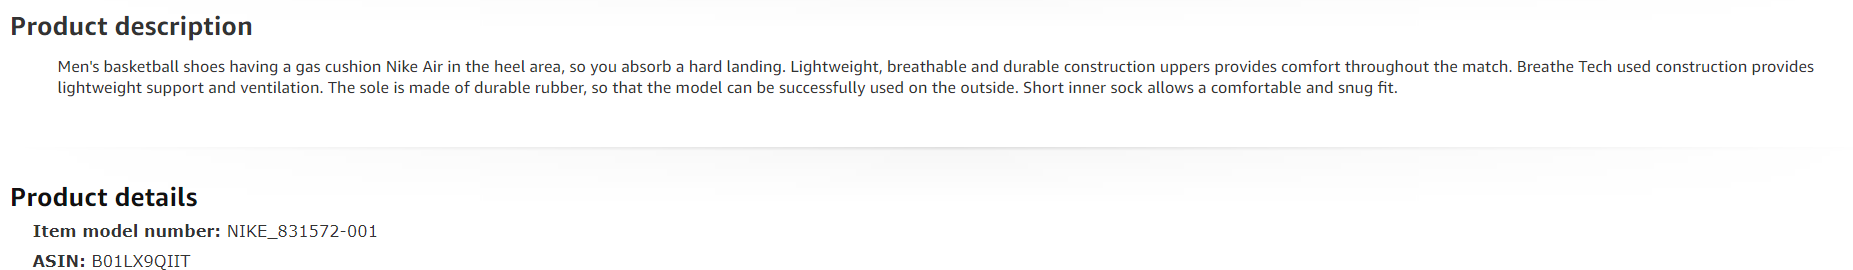 Product description
Men's basketball shoes having a gas cushion Nike Air in the heel area, so you absorb a hard landing. Lightweight, breathable and durable construction uppers provides comfort throughout the match. Breathe Tech used construction provides
lightweight support and ventilation. The sole is made of durable rubber, so that the model can be successfully used on the outside. Short inner sock allows a comfortable and snug fit.
Product details
Item model number: NIKE_831572-001
ASIN: B01LX9QIIT